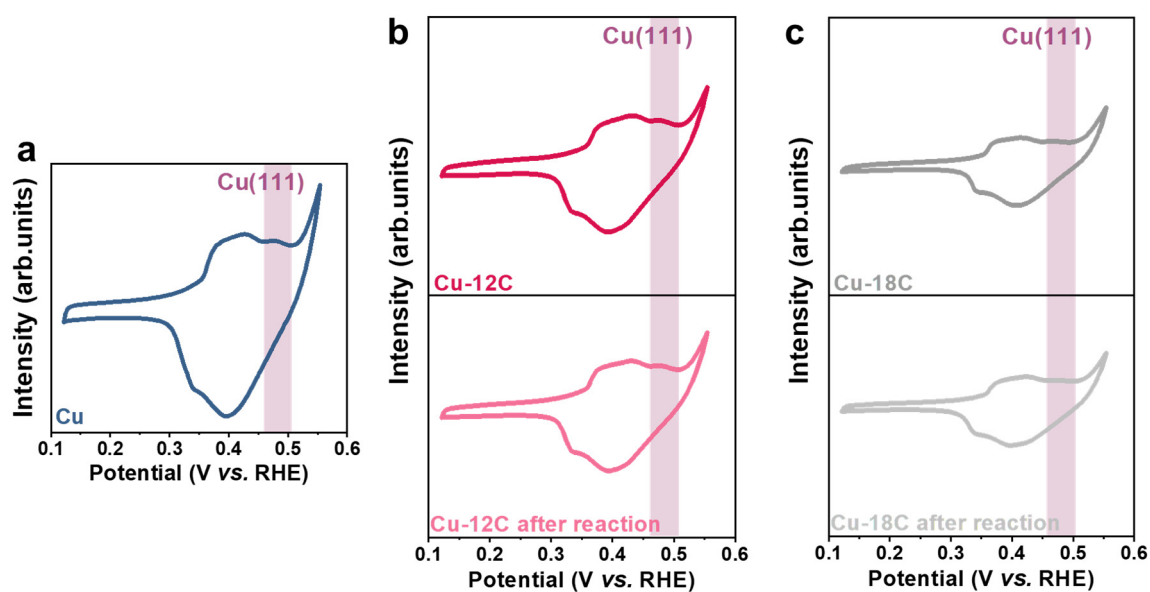 a
Cu(111)
Intensity (arb.units)
Cu
0.1 0.2 0.3 0.4 0.5 0.6
Potential (V vs. RHE)
b
Cu(111)
Intensity (arb.units)
Cu-12C
Cu-12C after reaction
0.1 0.2 0.3 0.4 0.5 0.6
Potential (V vs. RHE)
c
Cu(111)
Intensity (arb.units)
Cu-18C
Cu-18C after reaction
0.1 0.2 0.3 0.4 0.5 0.6
Potential (V vs. RHE)